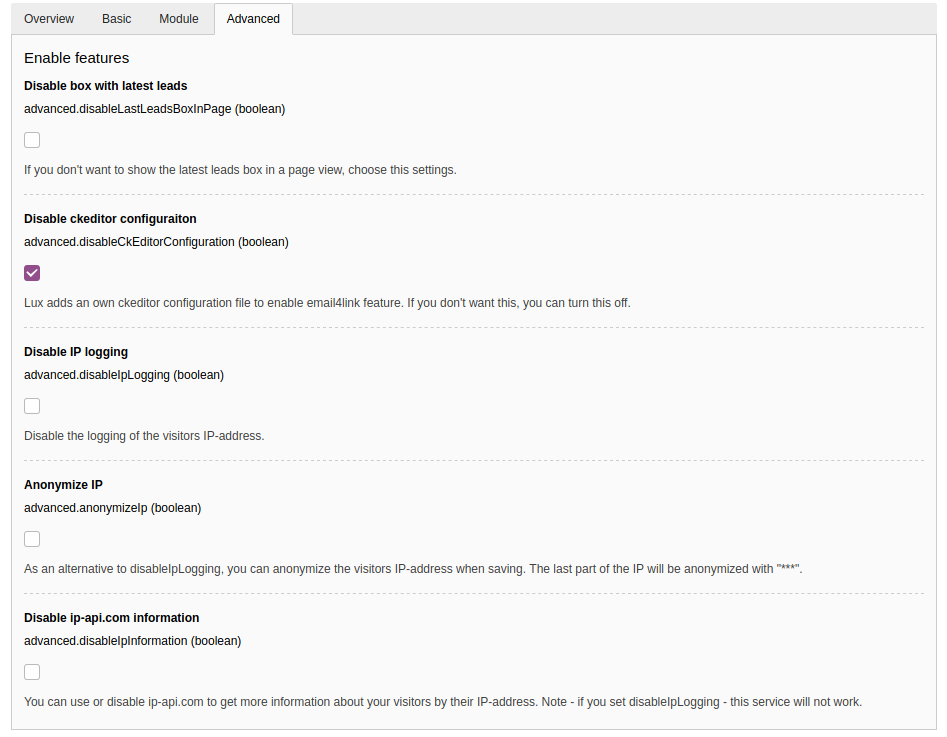 Overview Basic Module Advanced
Enable features
Disable box with latest leads
advanced.disableLastLeadsBoxInPage (boolean)
If you don't want to show the latest leads box in a page view, choose this settings.
Disable ckeditor configuraiton
advanced.disableCkEditorConfiguration (boolean)
Lux adds an own ckeditor configuration file to enable email4link feature. If you don't want this, you can turn this off.
Disable IP logging
advanced.disableIpLogging (boolean)
Disable the logging of the visitors IP-address.
Anonymize IP
advanced.anonymizeIp (boolean)
As an alternative to disableIpLogging, you can anonymize the visitors IP-address when saving. The last part of the IP will be anonymized with "***".
Disable ip-api.com information
advanced.disableIpInformation (boolean)
You can use or disable ip-api.com to get more information about your visitors by their IP-address. Note - if you set disableIpLogging - this service will not work.